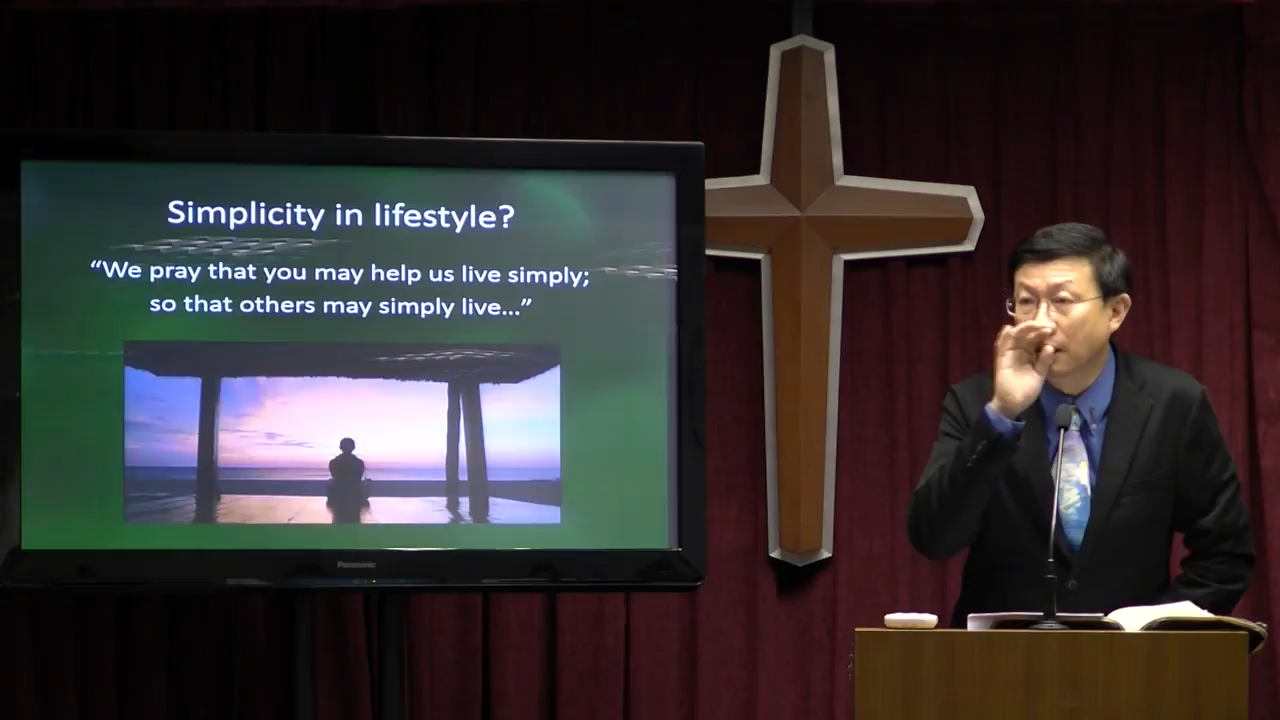 Simplicity in lifestyle?
“We pray that you may help us live simply;
so that others may simply live...”
Panasonic